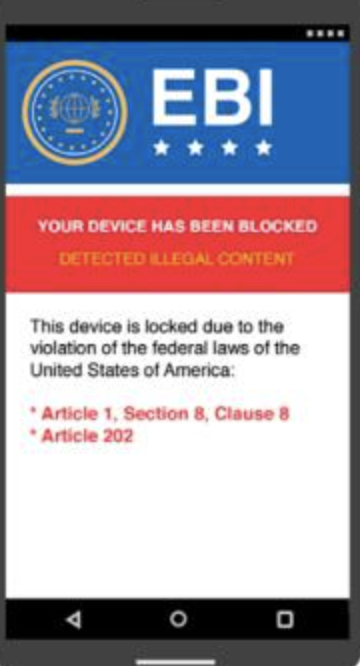 EBI
YOUR DEVICE HAS BEEN BLOCKED
DETECTED ILLEGAL CONTENT
This device is locked due to the
violation of the federal laws of the
United States of America:
* Article 1, Section 8, Clause 8
* Article 202